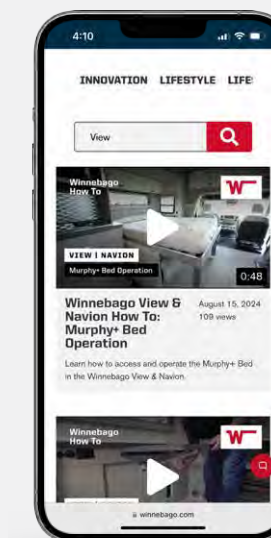 4:10
INNOVATION LIFESTYLE LIFE
View
Winnebago
How To
W
VIEW | NAVION
Murphy+ Bed Operation
0:48
Winnebago View &
Navion How To:
Murphy+ Bed
Operation
August 15, 2024
109 views
Learn how to access and operate the Murphy+ Bed
in the Winnebago View & Navion.
Winnebago
How To
W
winnebago.com